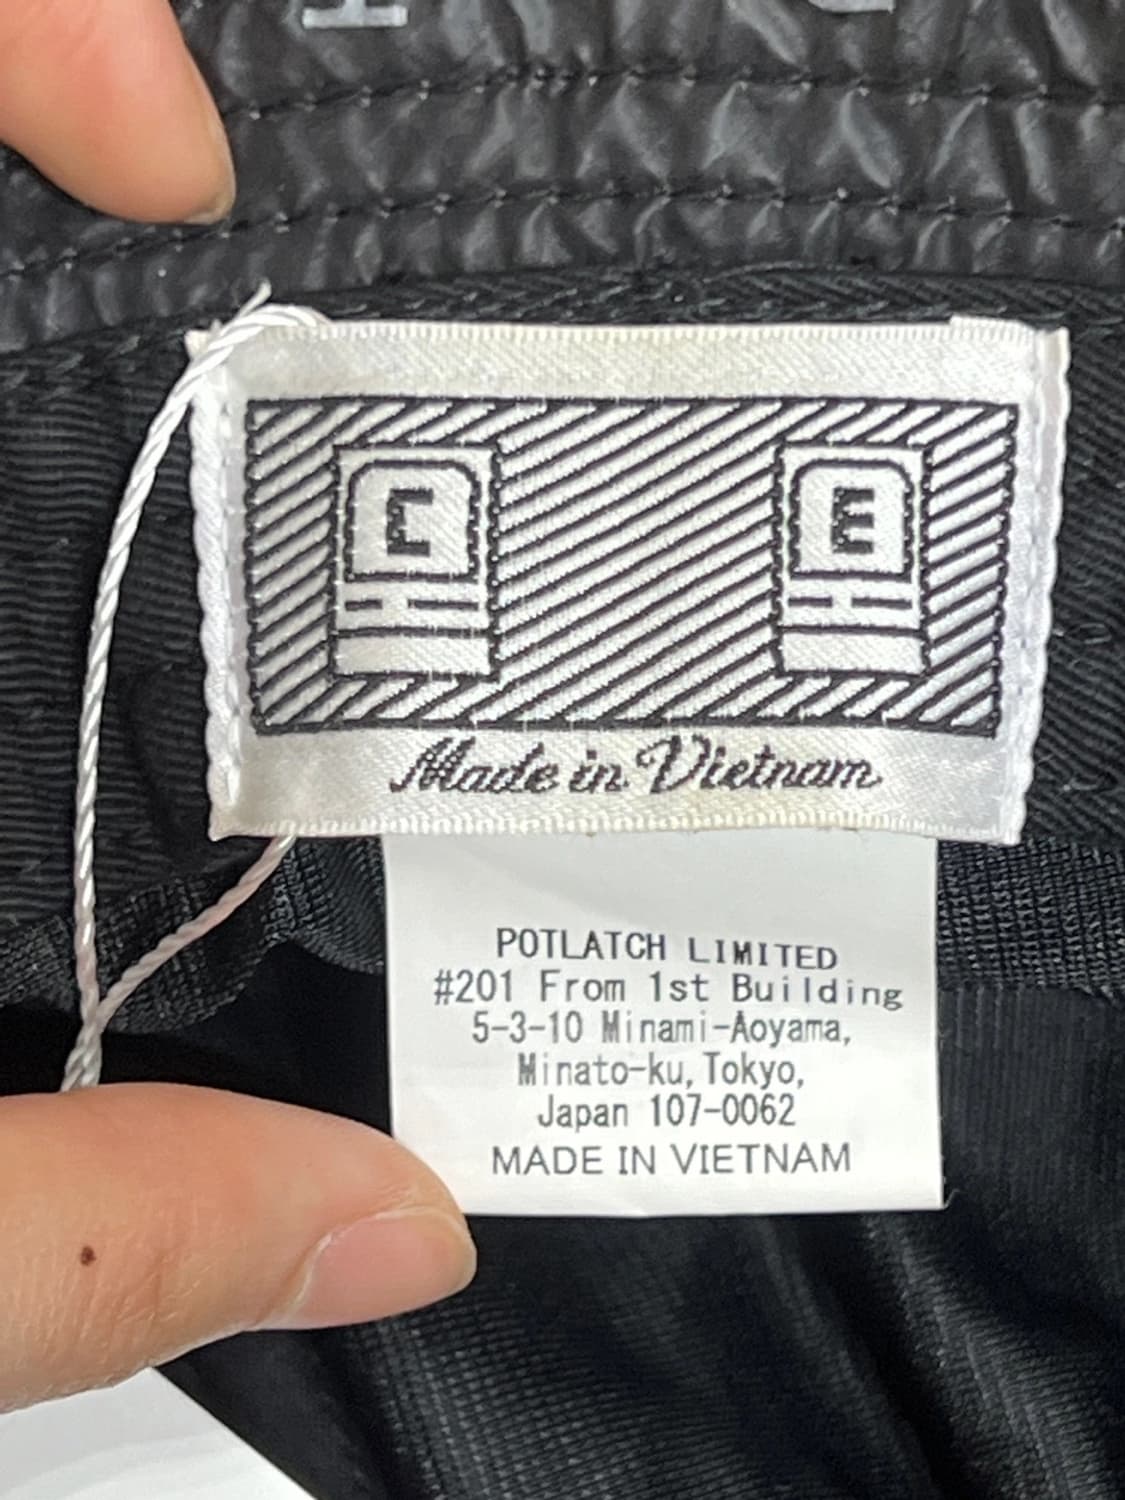 C E
Made in Vietnam
POTLATCH LIMITED
#201 From 1st Building
5-3-10 Minami-Aoyama,
Minato-ku, Tokyo,
Japan 107-0062
MADE IN VIETNAM